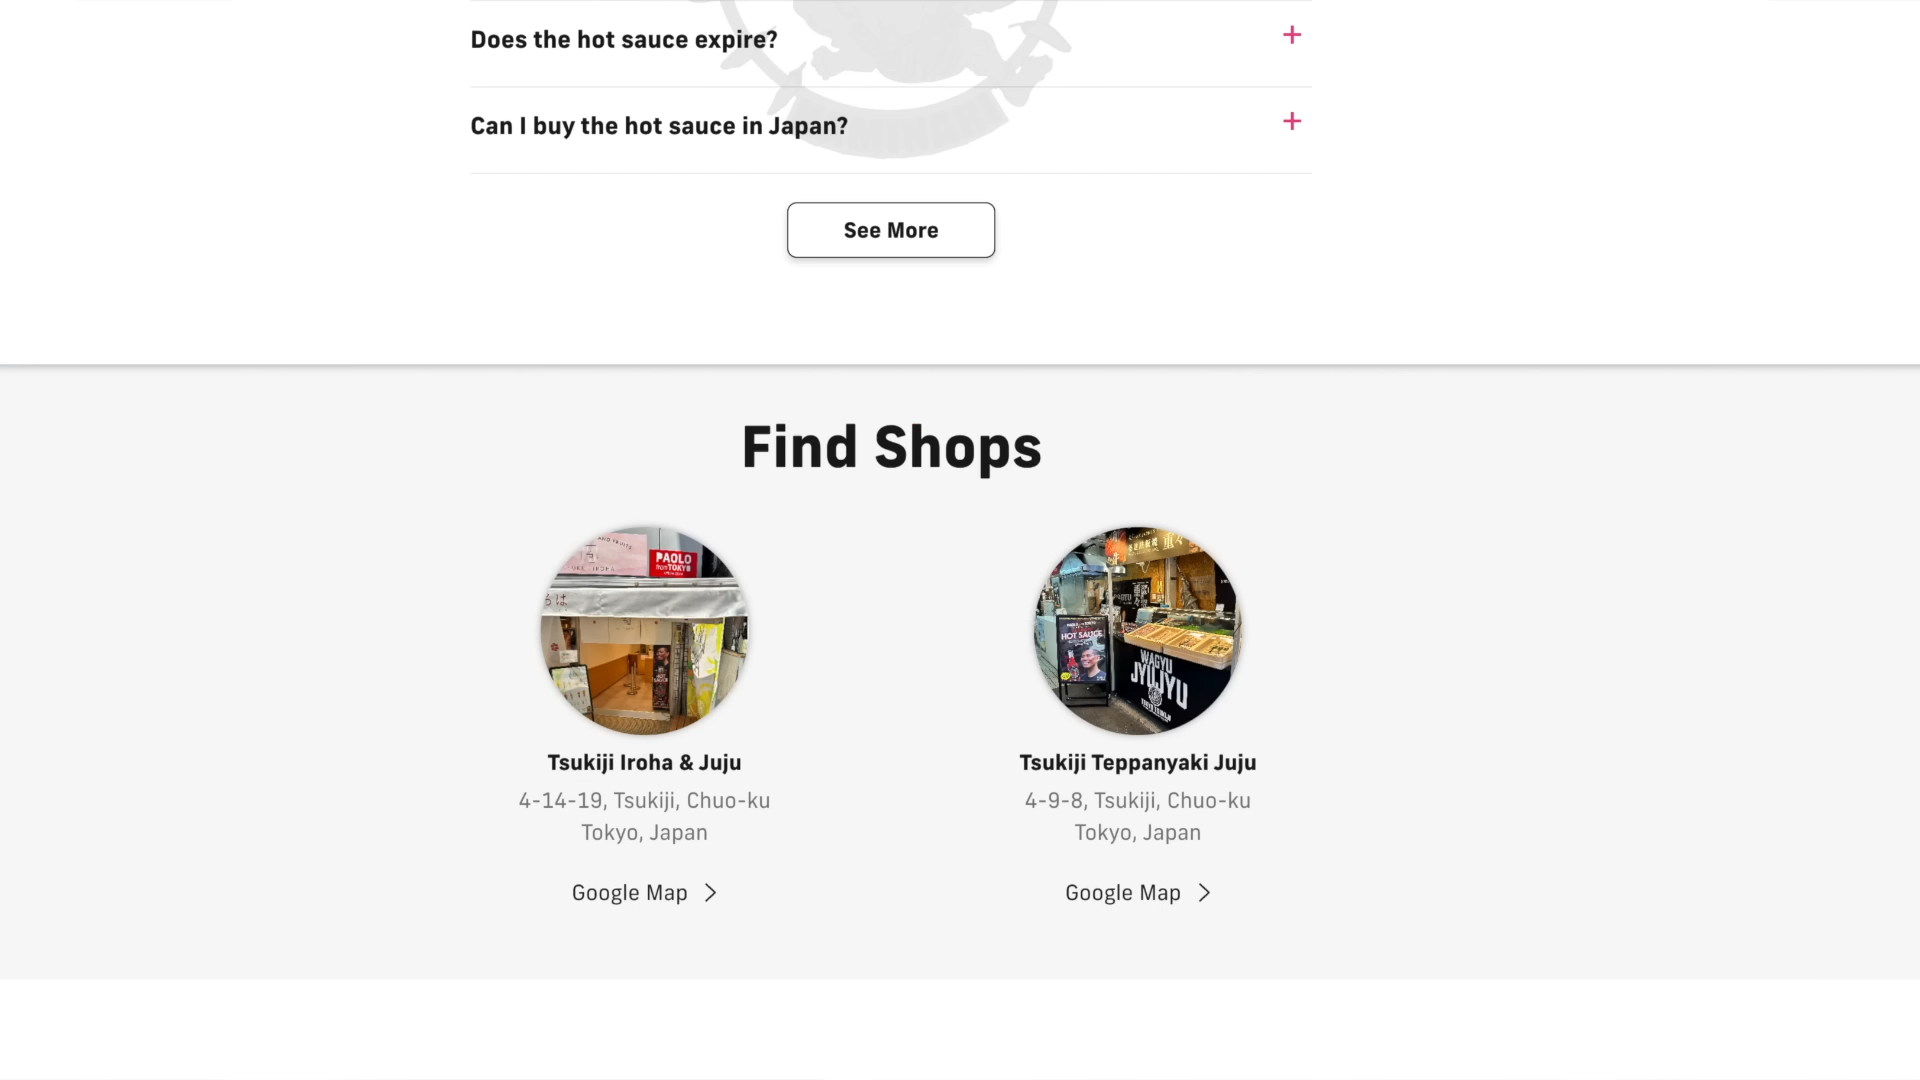 Does the hot sauce expire?
+
Can I buy the hot sauce in Japan?
+
See More
Find Shops
PAOLO
from TOKYO
HOT SAUCE
WAGYU
JYUJYU
Tsukiji Iroha & Juju
4-14-19, Tsukiji, Chuo-ku
Tokyo, Japan
Google Map >
Tsukiji Teppanyaki Juju
4-9-8, Tsukiji, Chuo-ku
Tokyo, Japan
Google Map >